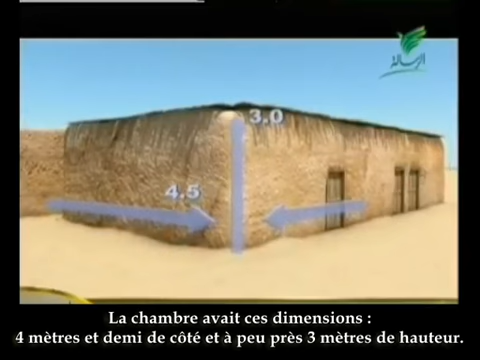 الرسالة
3.0
4.5
La chambre avait ces dimensions :
4 mètres et demi de côté et à peu près 3 mètres de hauteur.